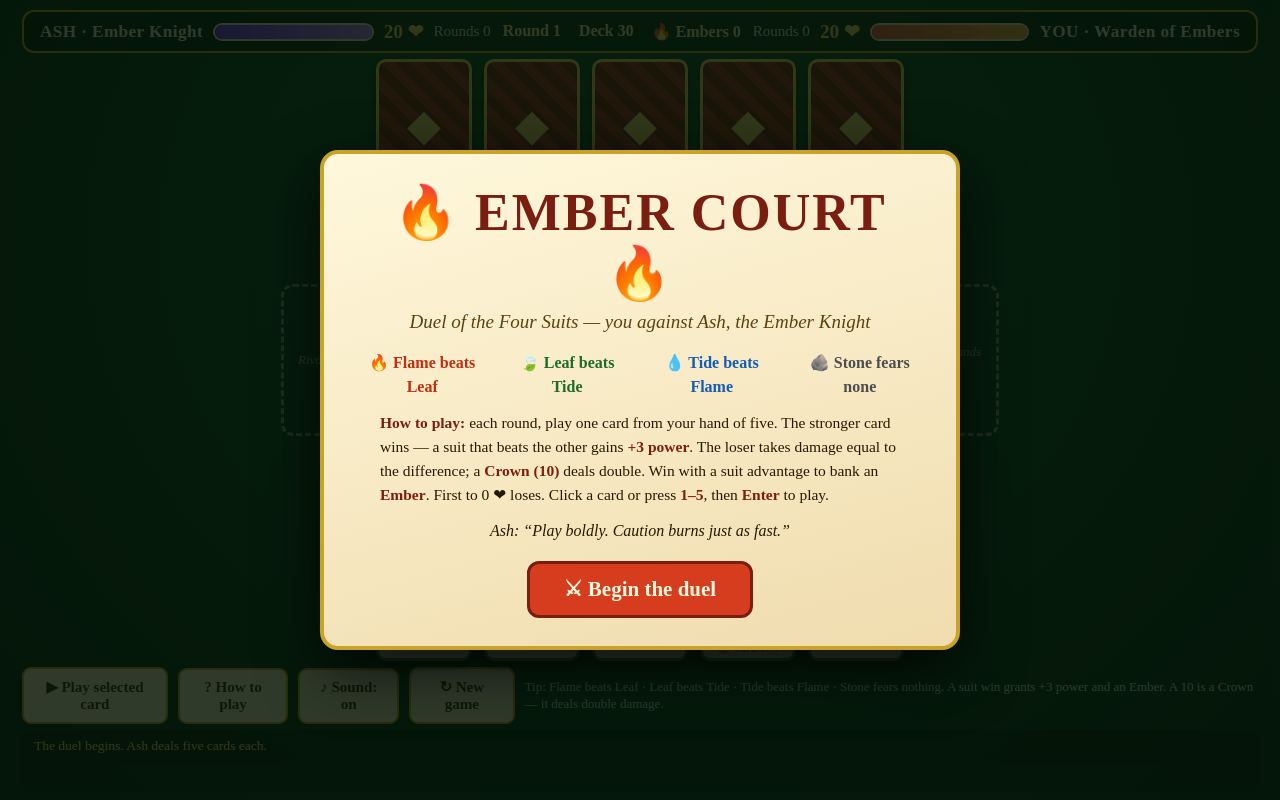 ASH · Ember Knight 20 ❤ Rounds 0 Round 1 Deck 30 🔥 Embers 0 Rounds 0 20 ❤ YOU · Warden of Embers
🔥 EMBER COURT
🔥
Duel of the Four Suits — you against Ash, the Ember Knight
🔥 Flame beats Leaf
🍃 Leaf beats Tide
💧 Tide beats Flame
🪨 Stone fears none
How to play: each round, play one card from your hand of five. The stronger card
wins — a suit that beats the other gains +3 power. The loser takes damage equal to
the difference; a Crown (10) deals double. Win with a suit advantage to bank an
Ember. First to 0 ❤ loses. Click a card or press 1–5, then Enter to play.
Ash: “Play boldly. Caution burns just as fast.”
⚔ Begin the duel
▶ Play selected card
? How to play
♪ Sound: on
↻ New game
Tip: Flame beats Leaf · Leaf beats Tide · Tide beats Flame · Stone fears nothing. A suit win grants +3 power and an Ember. A 10 is a Crown
— it deals double damage.
The duel begins. Ash deals five cards each.